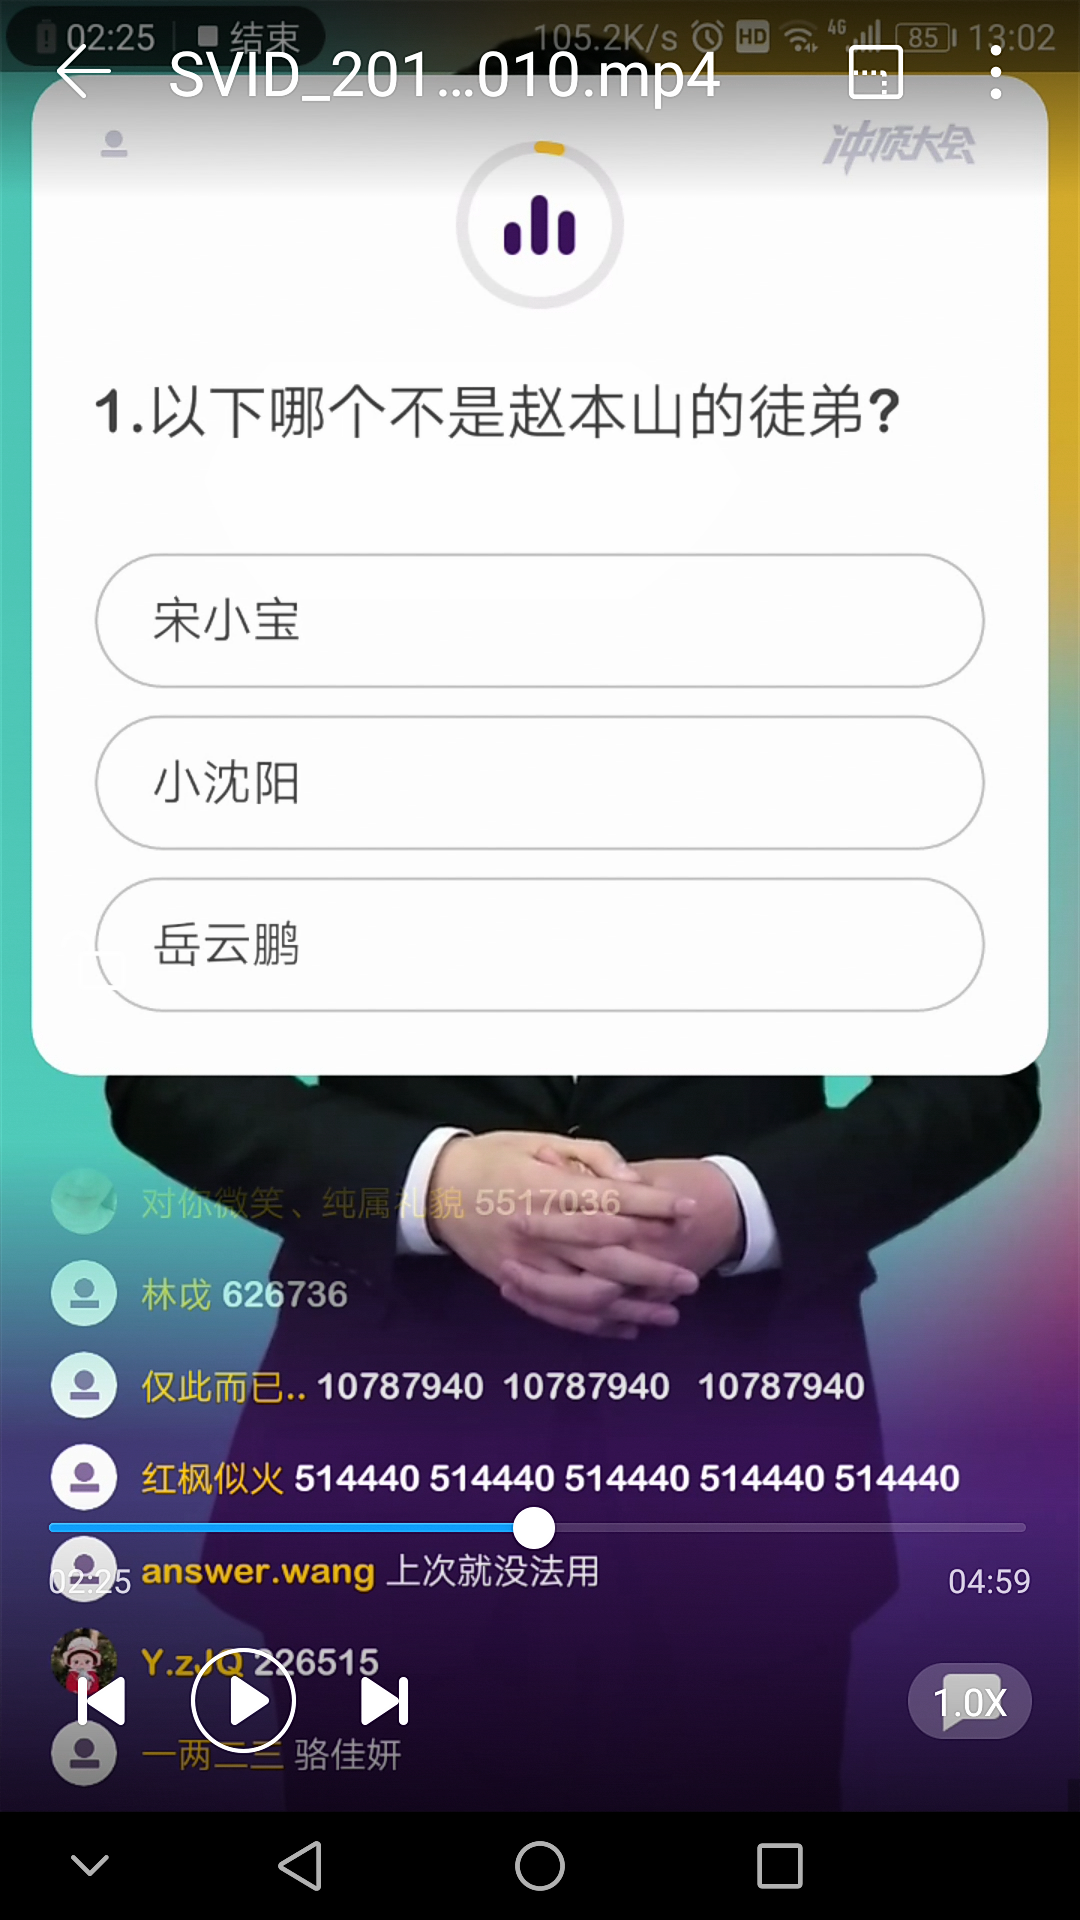 02:25 结束 105.2K/s HD 4G 85 13:02
SVID_201...010.mp4
冲顶大会
1.以下哪个不是赵本山的徒弟?
宋小宝
小沈阳
岳云鹏
对你微笑、纯属礼貌 5517036
林戉 626736
仅此而已.. 10787940 10787940 10787940
红枫似火 514440 514440 514440 514440 514440
answer.wang 上次就没法用
02:25 04:59
Y.zJQ 226515
1.0X
一两二三 骆佳妍